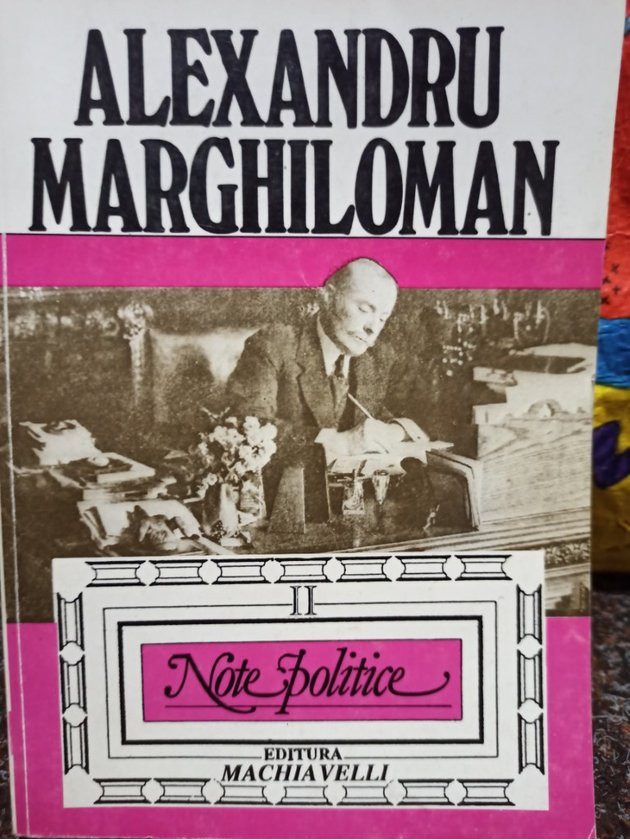 ALEXANDRU
MARGHILOMAN
II
Note politice
EDITURA
MACHIAVELLI